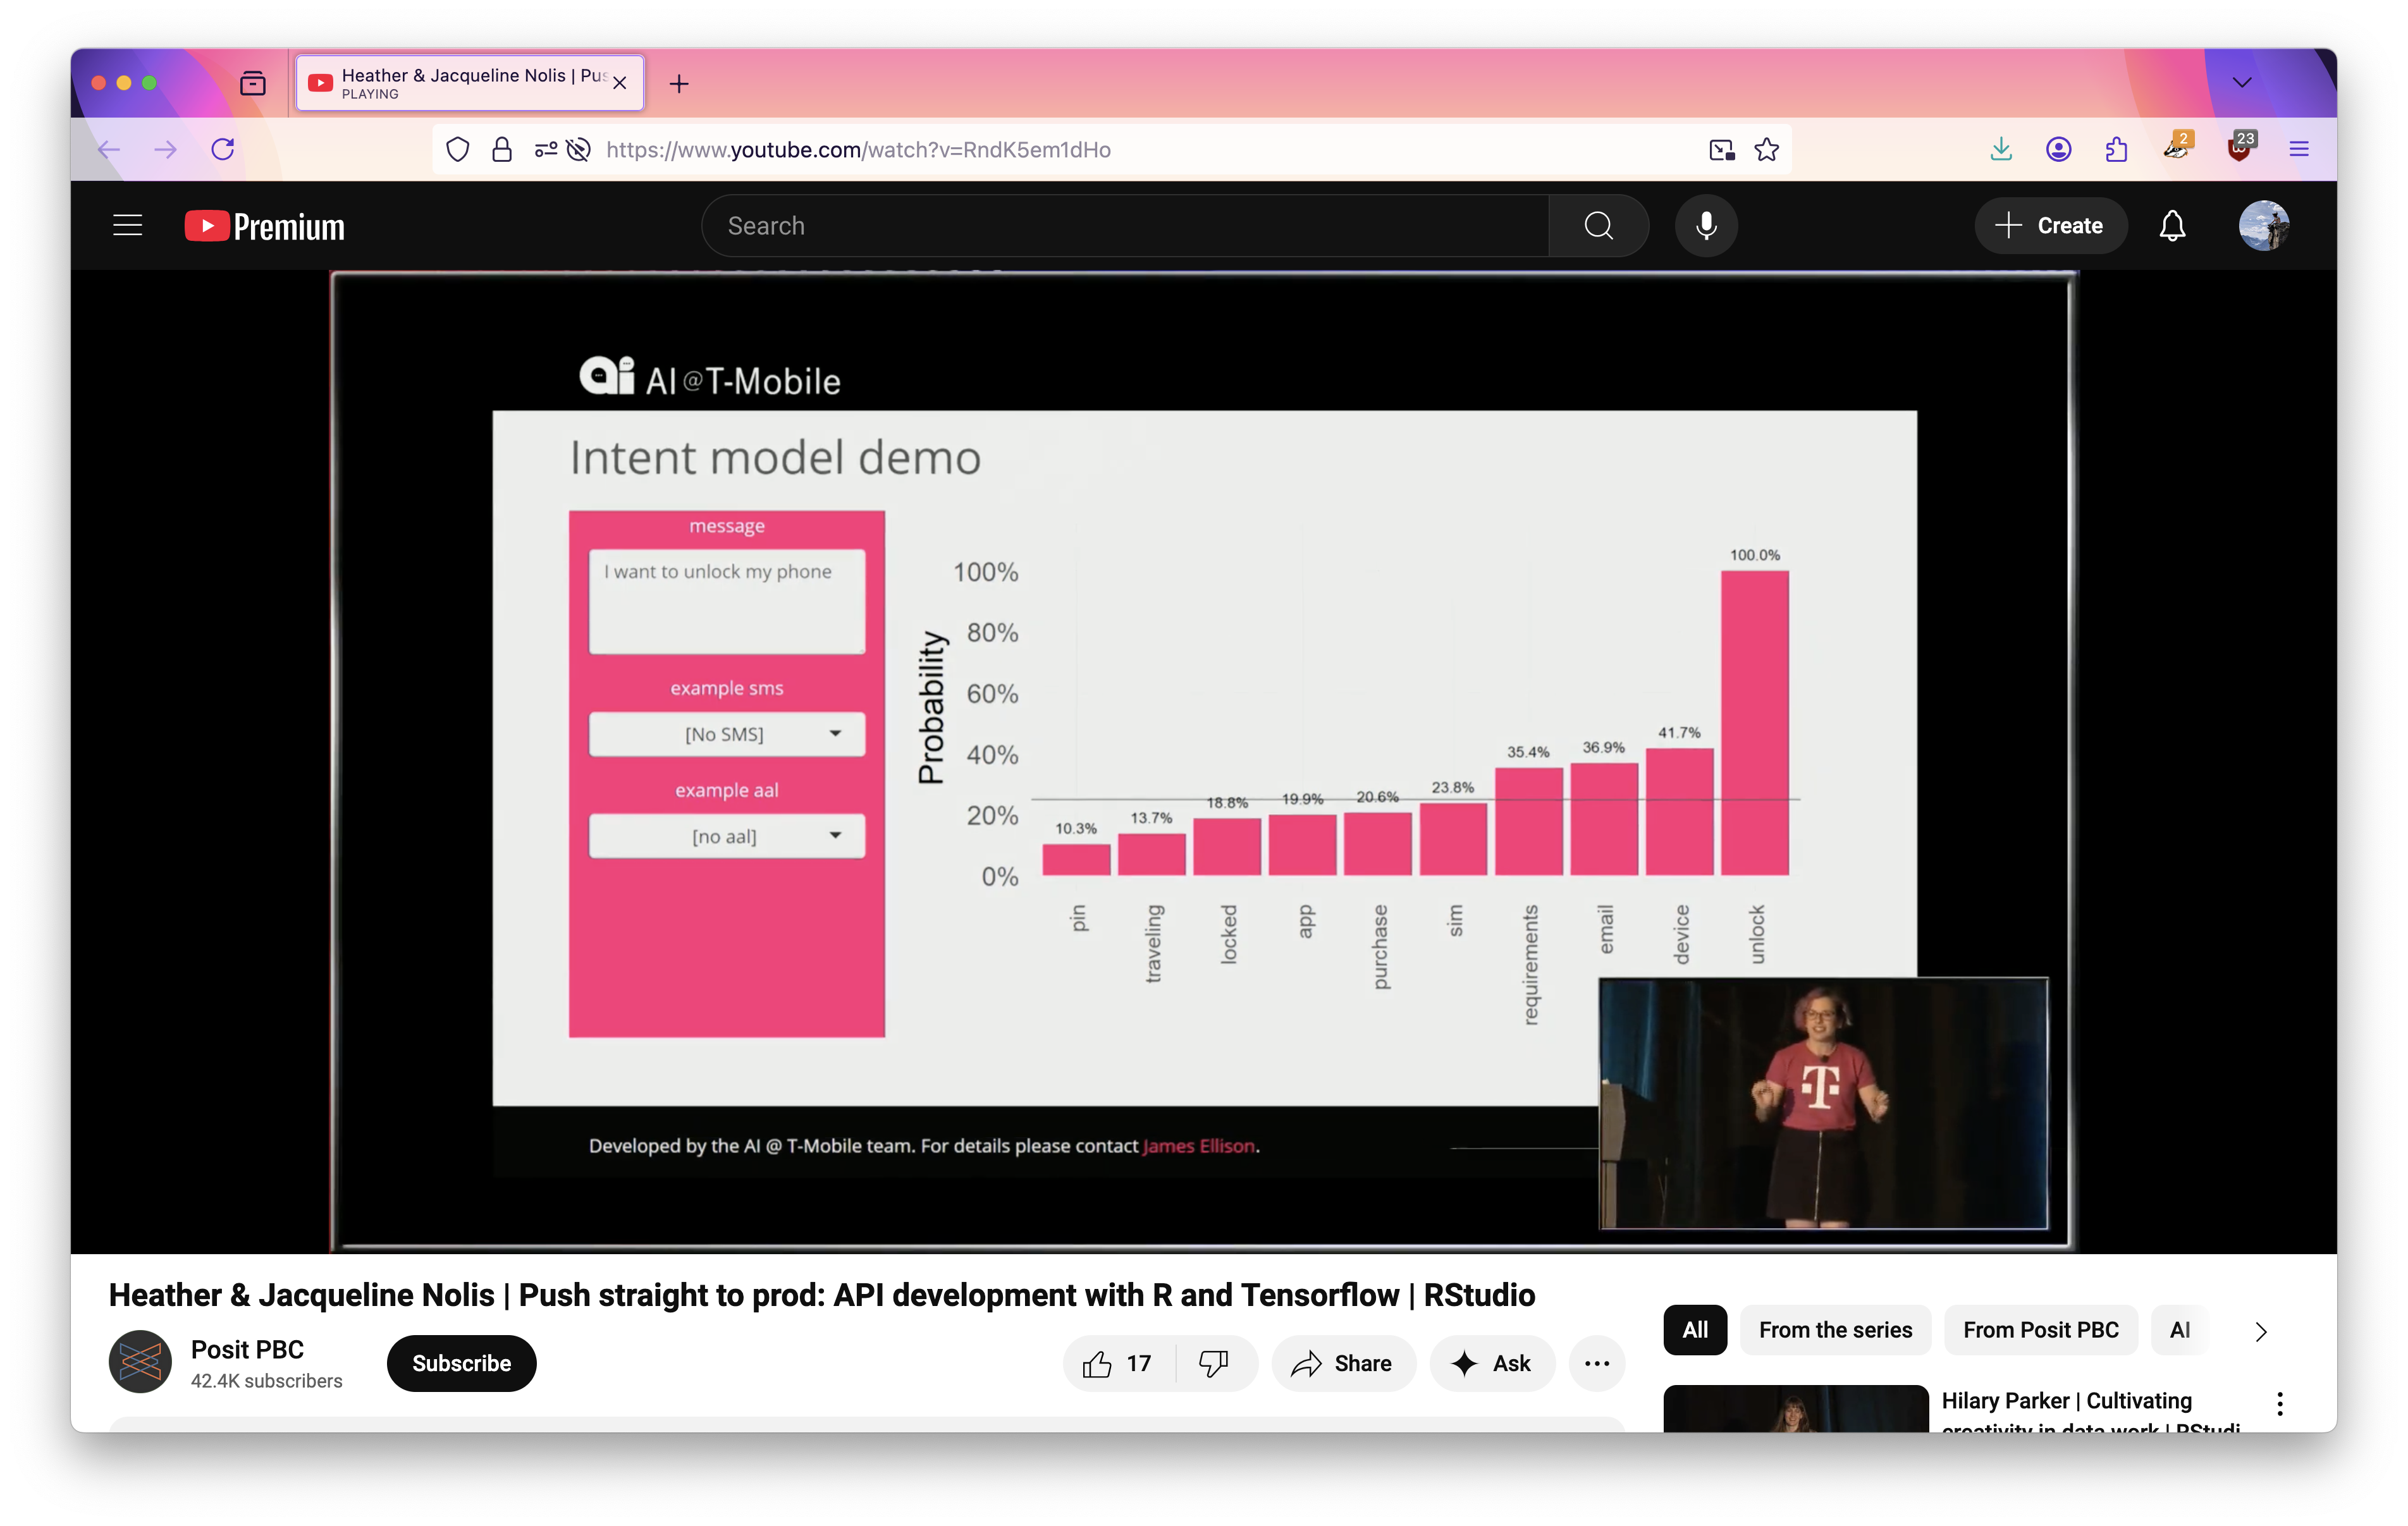 Heather & Jacqueline Nolis | Pus
PLAYING
https://www.youtube.com/watch?v=RndK5em1dHo
2
23
Premium
Search
Create
ai AI @ T-Mobile
Intent model demo
message
I want to unlock my phone
example sms
[No SMS]
example aal
[no aal]
Probability
100%
80%
60%
40%
20%
0%
10.3%
13.7%
18.8%
19.9%
20.6%
23.8%
35.4%
36.9%
41.7%
100.0%
pin
traveling
locked
app
purchase
sim
requirements
email
device
unlock
T
Developed by the AI @ T-Mobile team. For details please contact James Ellison.
Heather & Jacqueline Nolis | Push straight to prod: API development with R and Tensorflow | RStudio
Posit PBC
42.4K subscribers
Subscribe
17
Share
Ask
All
From the series
From Posit PBC
AI
Hilary Parker | Cultivating
creativity in data work | RStudi